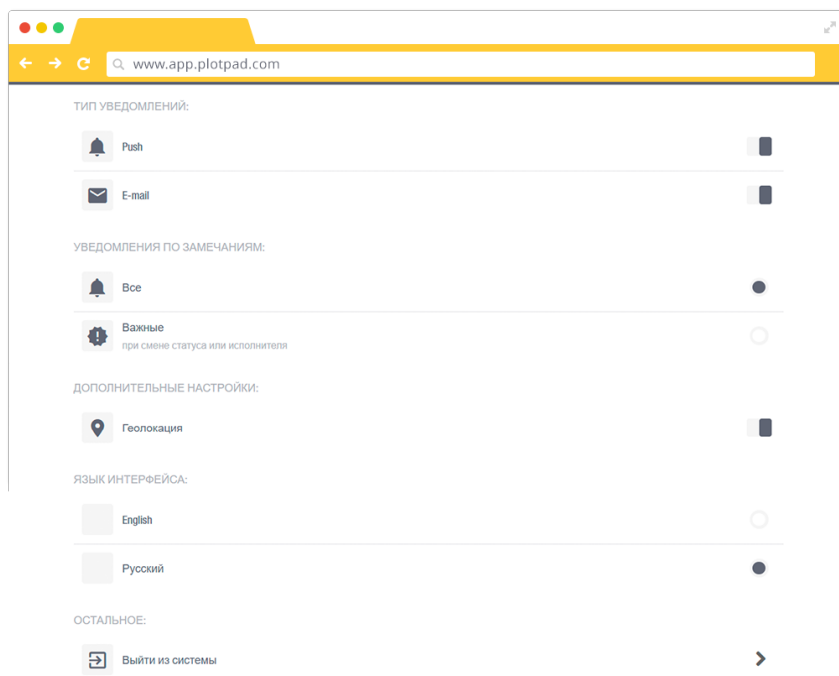 www.app.plotpad.com
ТИП УВЕДОМЛЕНИЙ:
Push
E-mail
УВЕДОМЛЕНИЯ ПО ЗАМЕЧАНИЯМ:
Все
Важные
при смене статуса или исполнителя
ДОПОЛНИТЕЛЬНЫЕ НАСТРОЙКИ:
Геолокация
ЯЗЫК ИНТЕРФЕЙСА:
English
Русский
ОСТАЛЬНОЕ:
Выйти из системы